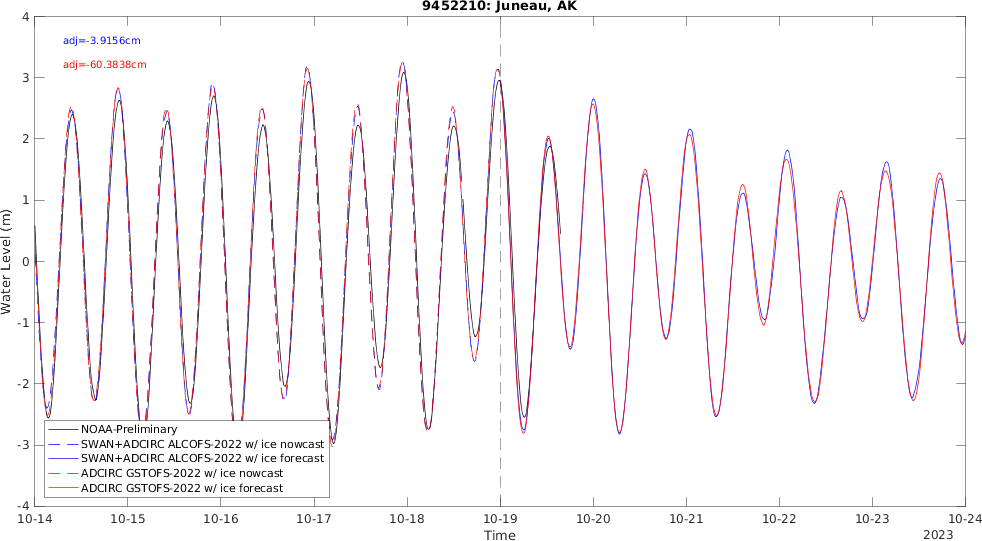 9452210: Juneau, AK
adj=-3.9156cm
adj=-60.3838cm
Water Level (m)
4
3
2
1
0
-1
-2
-3
-4
NOAA-Preliminary
SWAN+ADCIRC ALCOFS-2022 w/ ice nowcast
SWAN+ADCIRC ALCOFS-2022 w/ ice forecast
ADCIRC GSTOFS-2022 w/ ice nowcast
ADCIRC GSTOFS-2022 w/ ice forecast
10-14 10-15 10-16 10-17 10-18 10-19 10-20 10-21 10-22 10-23 10-24
Time
2023